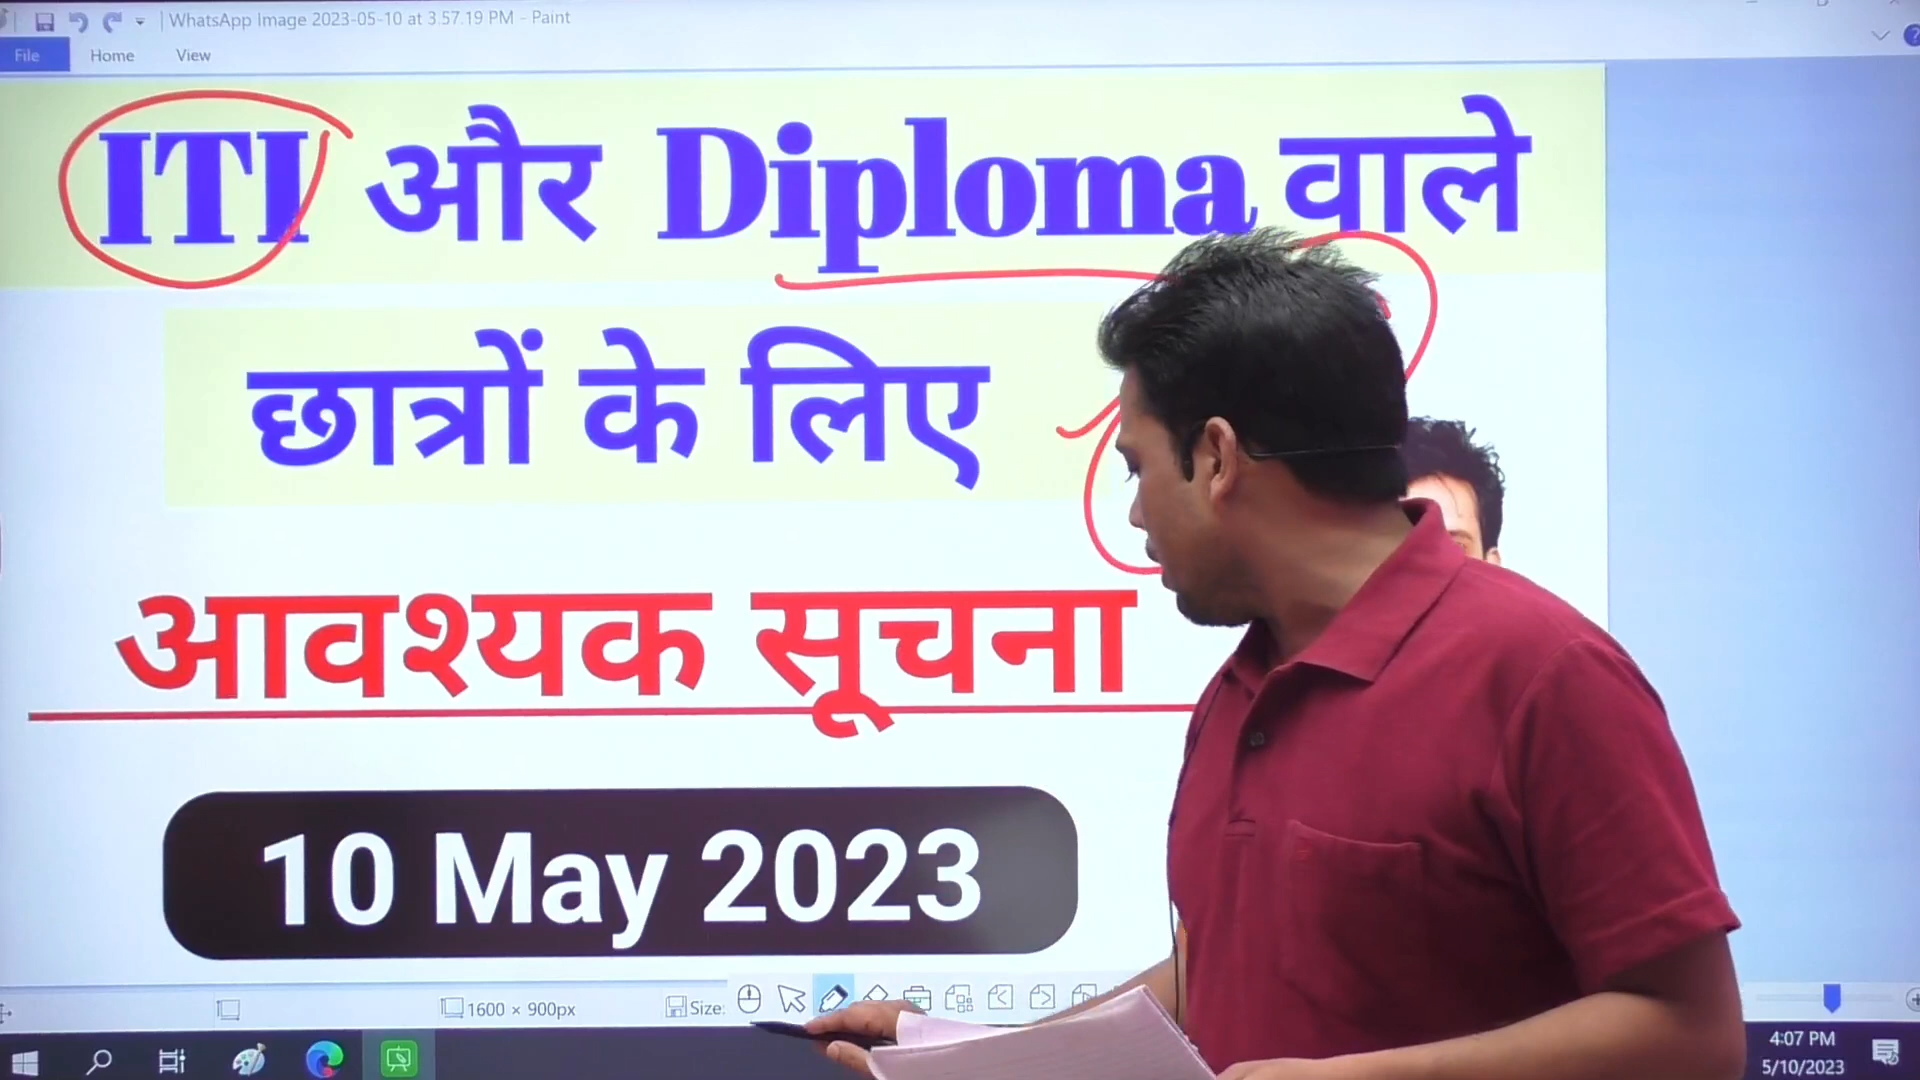 WhatsApp Image 2023-05-10 at 3.57.19 PM - Paint
File Home View
ITI और Diploma वाले
छात्रों के लिए
आवश्यक सूचना
10 May 2023
1600 × 900px Size:
4:07 PM
5/10/2023